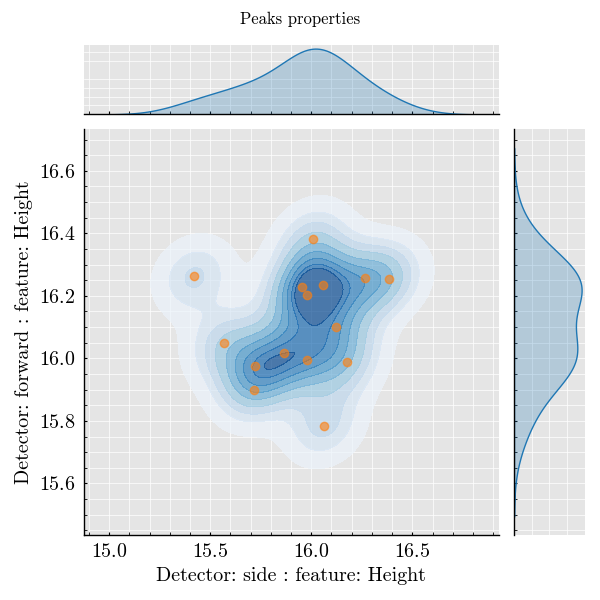 Peaks properties
16.6
16.4
16.2
16.0
15.8
15.6
Detector: forward : feature: Height
15.0 15.5 16.0 16.5
Detector: side : feature: Height